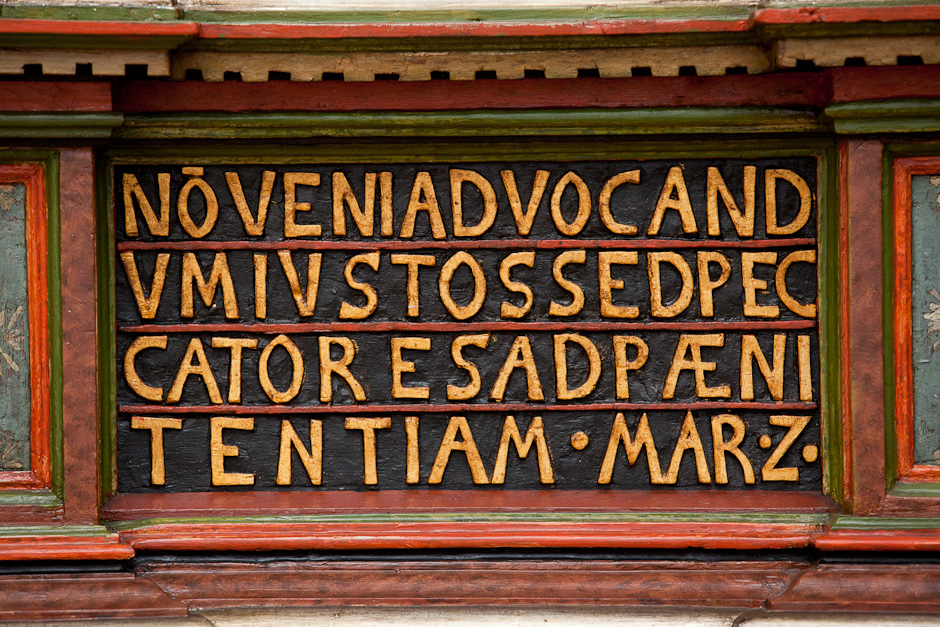 NŌVENIADVOCAND
VMIVSTOSSEDPEC
CATORESADPÆNI
TENTIAM·MAR·Z·